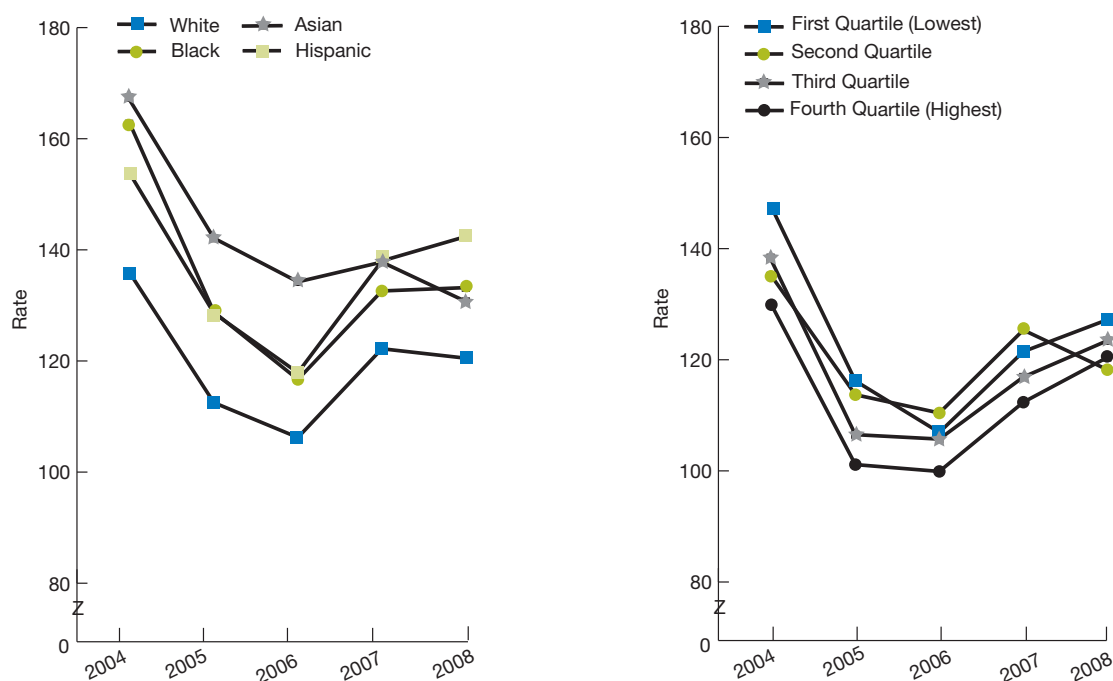 180
White
Asian
Black
Hispanic
160
140
Rate
120
100
80
Z
0
2004
2005
2006
2007
2008
180
First Quartile (Lowest)
Second Quartile
Third Quartile
Fourth Quartile (Highest)
160
140
Rate
120
100
80
Z
0
2004
2005
2006
2007
2008